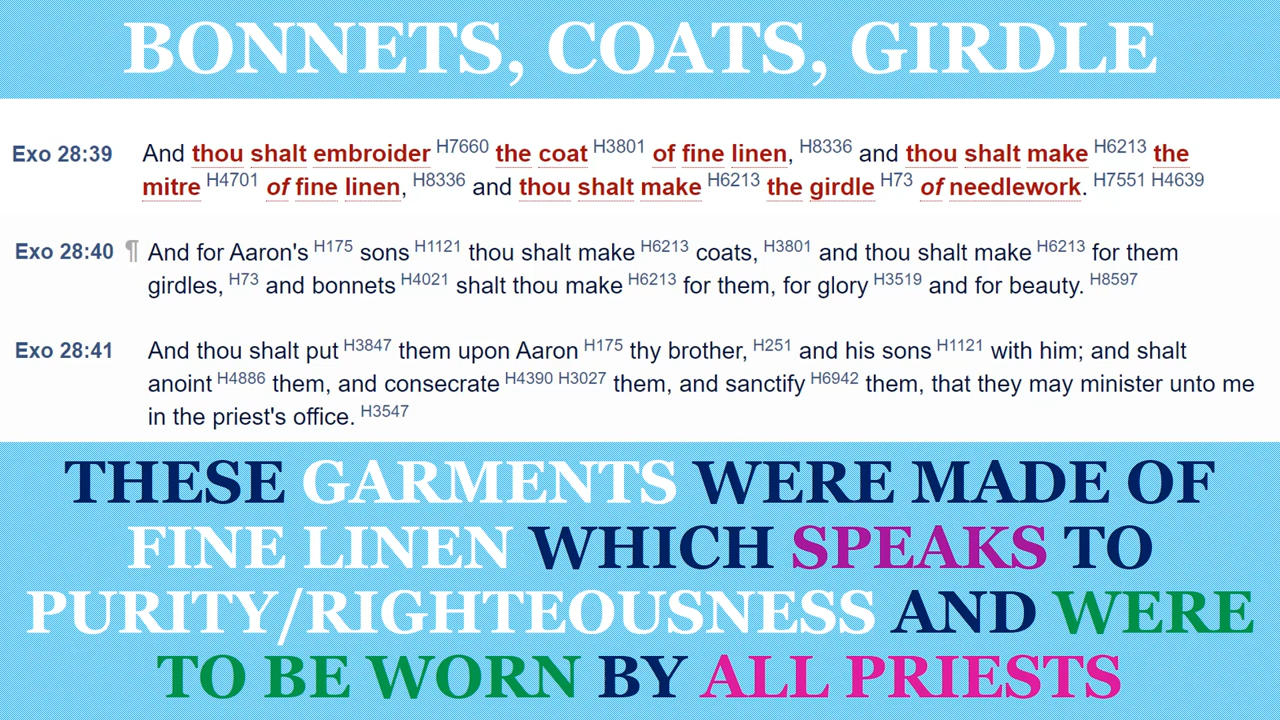 BONNETS, COATS, GIRDLE
Exo 28:39 And thou shalt embroider H7660 the coat H3801 of fine linen, H8336 and thou shalt make H6213 the
mitre H4701 of fine linen, H8336 and thou shalt make H6213 the girdle H73 of needlework. H7551 H4639
Exo 28:40 ¶ And for Aaron's H175 sons H1121 thou shalt make H6213 coats, H3801 and thou shalt make H6213 for them
girdles, H73 and bonnets H4021 shalt thou make H6213 for them, for glory H3519 and for beauty. H8597
Exo 28:41 And thou shalt put H3847 them upon Aaron H175 thy brother, H251 and his sons H1121 with him; and shalt
anoint H4886 them, and consecrate H4390 H3027 them, and sanctify H6942 them, that they may minister unto me
in the priest's office. H3547
THESE GARMENTS WERE MADE OF
FINE LINEN WHICH SPEAKS TO
PURITY/RIGHTEOUSNESS AND WERE
TO BE WORN BY ALL PRIESTS